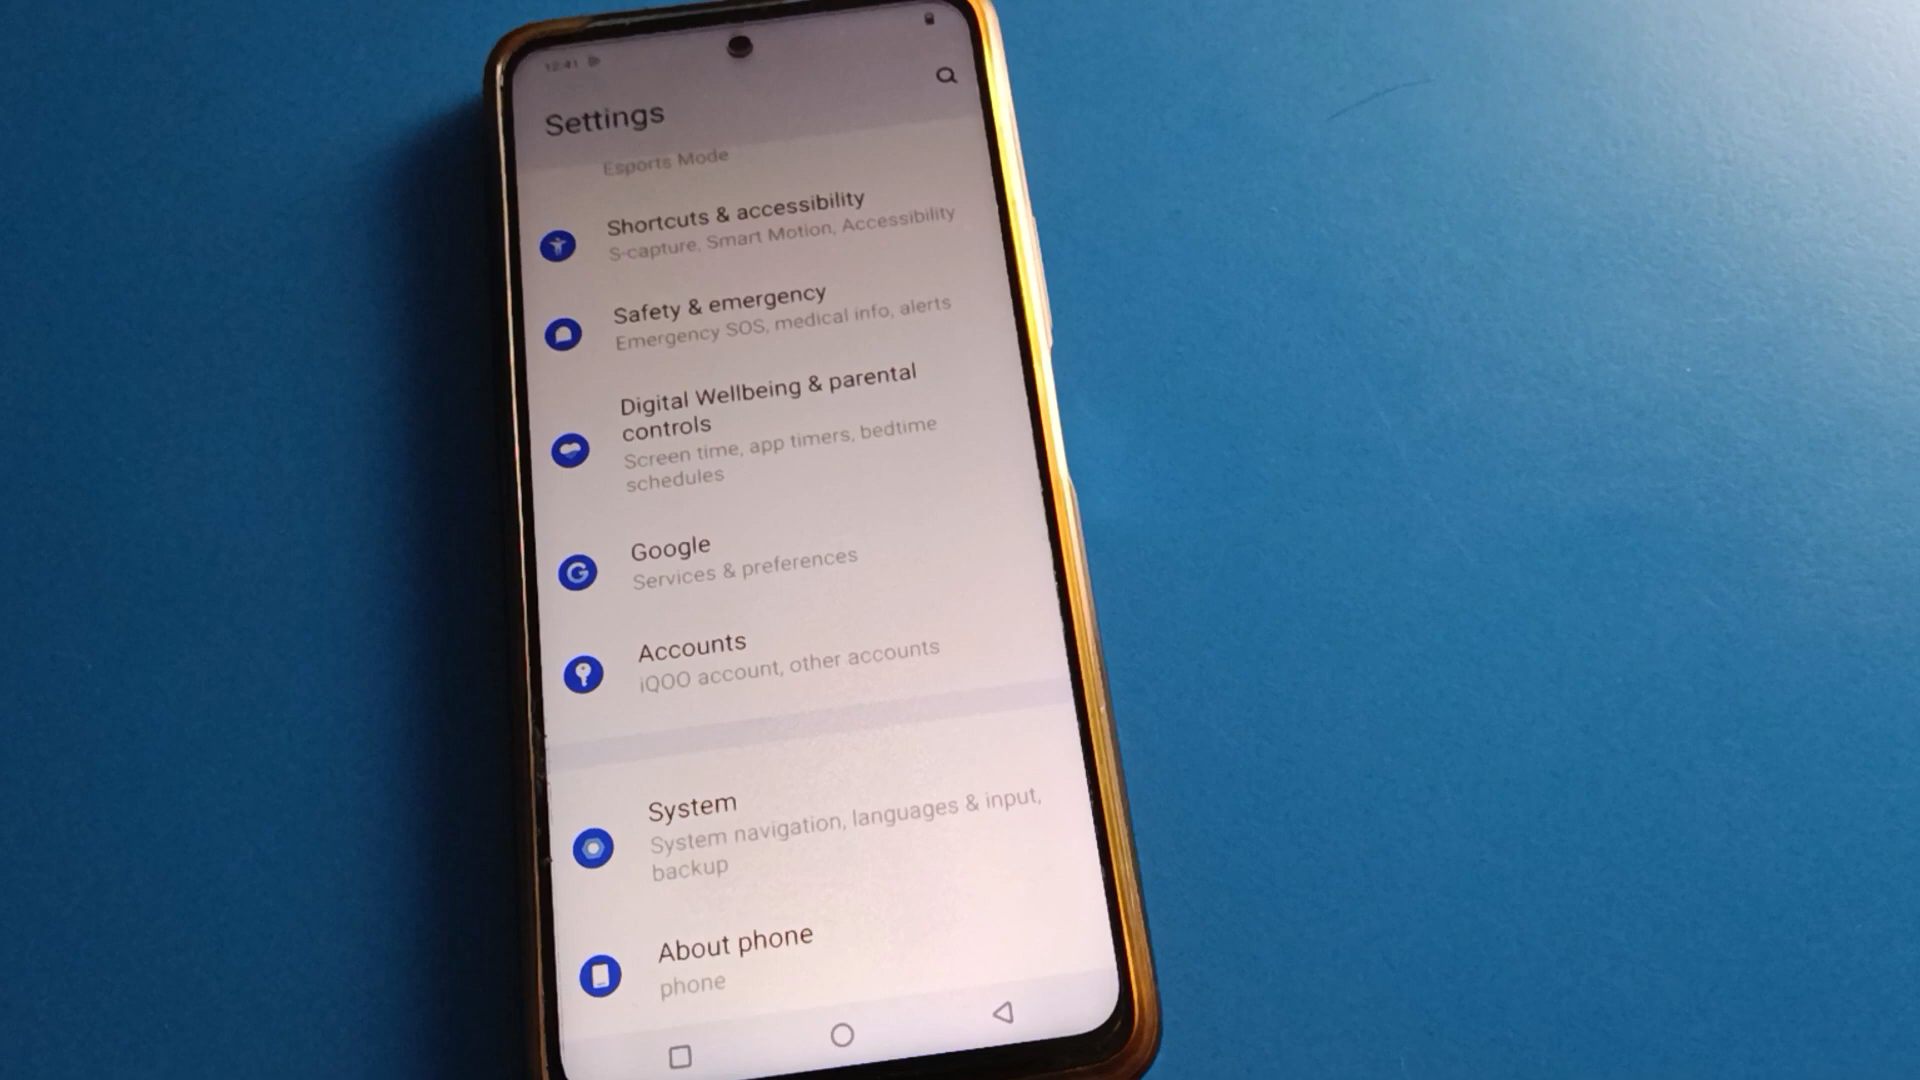 12:41
Settings
Esports Mode
Shortcuts & accessibility
S-capture, Smart Motion, Accessibility
Safety & emergency
Emergency SOS, medical info, alerts
Digital Wellbeing & parental
controls
Screen time, app timers, bedtime
schedules
Google
Services & preferences
Accounts
iQOO account, other accounts
System
System navigation, languages & input,
backup
About phone
phone